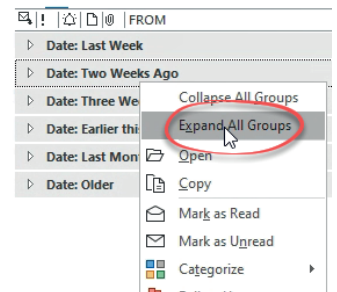 ! FROM
Date: Last Week
Date: Two Weeks Ago
Date: Three We
Date: Earlier thi
Date: Last Mon
Date: Older
Collapse All Groups
Expand All Groups
Open
Copy
Mark as Read
Mark as Unread
Categorize